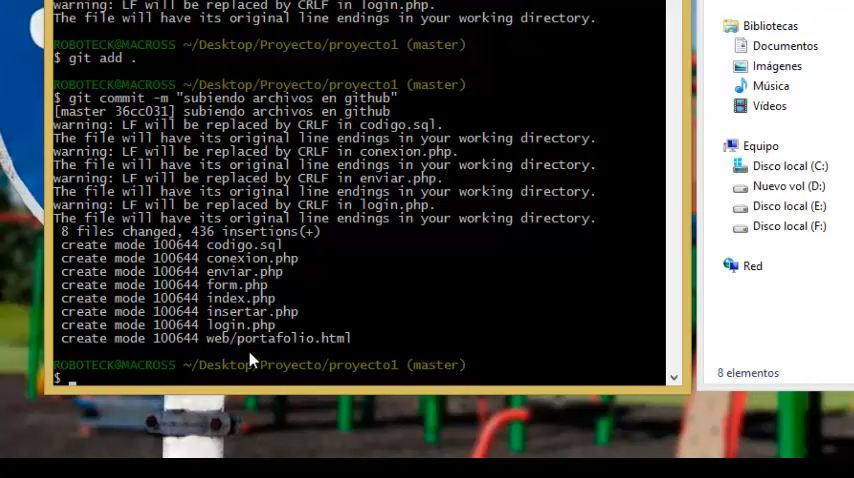 warning: LF will be replaced by CRLF in login.php.
The file will have its original line endings in your working directory.
ROBOTECK@MACROSS ~/Desktop/Proyecto/proyecto1 (master)
$ git add .
ROBOTECK@MACROSS ~/Desktop/Proyecto/proyecto1 (master)
$ git commit -m "subiendo archivos en github"
[master 36cc031] subiendo archivos en github
warning: LF will be replaced by CRLF in codigo.sql.
The file will have its original line endings in your working directory.
warning: LF will be replaced by CRLF in conexion.php.
The file will have its original line endings in your working directory.
warning: LF will be replaced by CRLF in enviar.php.
The file will have its original line endings in your working directory.
warning: LF will be replaced by CRLF in login.php.
The file will have its original line endings in your working directory.
8 files changed, 436 insertions(+)
create mode 100644 codigo.sql
create mode 100644 conexion.php
create mode 100644 enviar.php
create mode 100644 form.php
create mode 100644 index.php
create mode 100644 insertar.php
create mode 100644 login.php
create mode 100644 web/portafolio.html
ROBOTECK@MACROSS ~/Desktop/Proyecto/proyecto1 (master)
$
Bibliotecas
Documentos
Imágenes
Música
Vídeos
Equipo
Disco local (C:)
Nuevo vol (D:)
Disco local (E:)
Disco local (F:)
Red
8 elementos